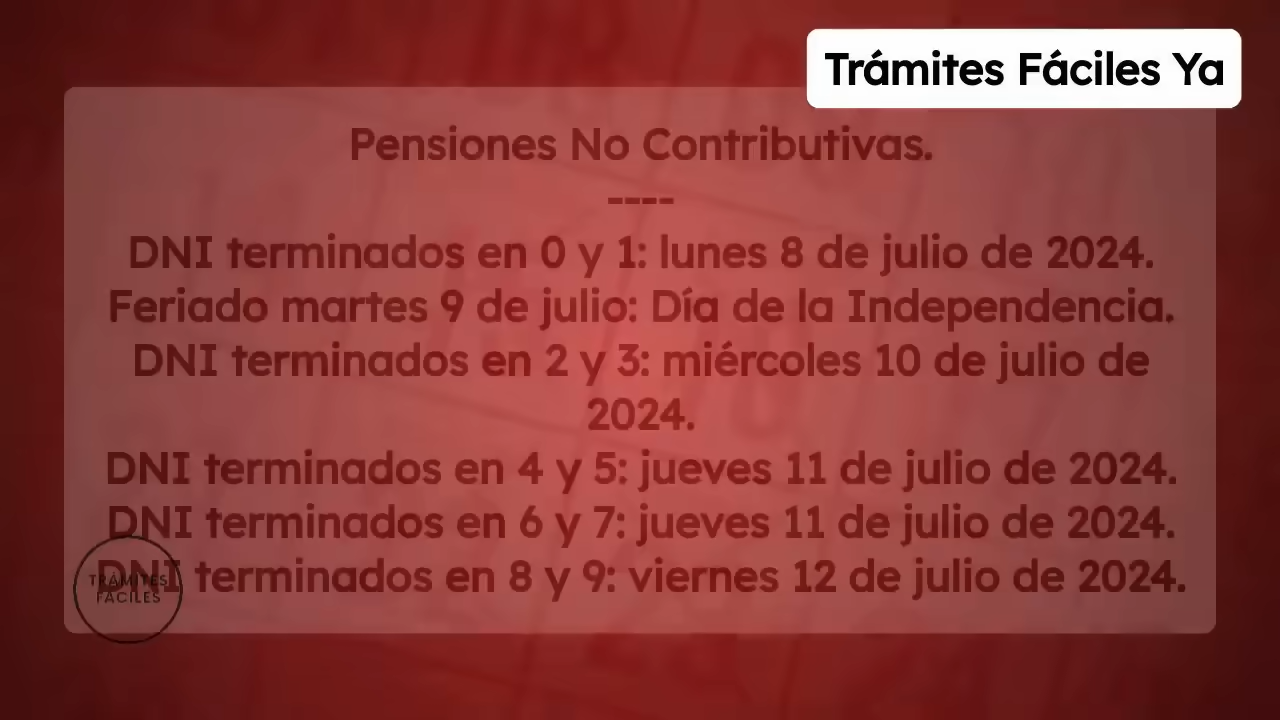 Trámites Fáciles Ya
Pensiones No Contributivas.
----
DNI terminados en 0 y 1: lunes 8 de julio de 2024.
Feriado martes 9 de julio: Día de la Independencia.
DNI terminados en 2 y 3: miércoles 10 de julio de
2024.
DNI terminados en 4 y 5: jueves 11 de julio de 2024.
DNI terminados en 6 y 7: jueves 11 de julio de 2024.
DNI terminados en 8 y 9: viernes 12 de julio de 2024.
TRÁMITES
FÁCILES